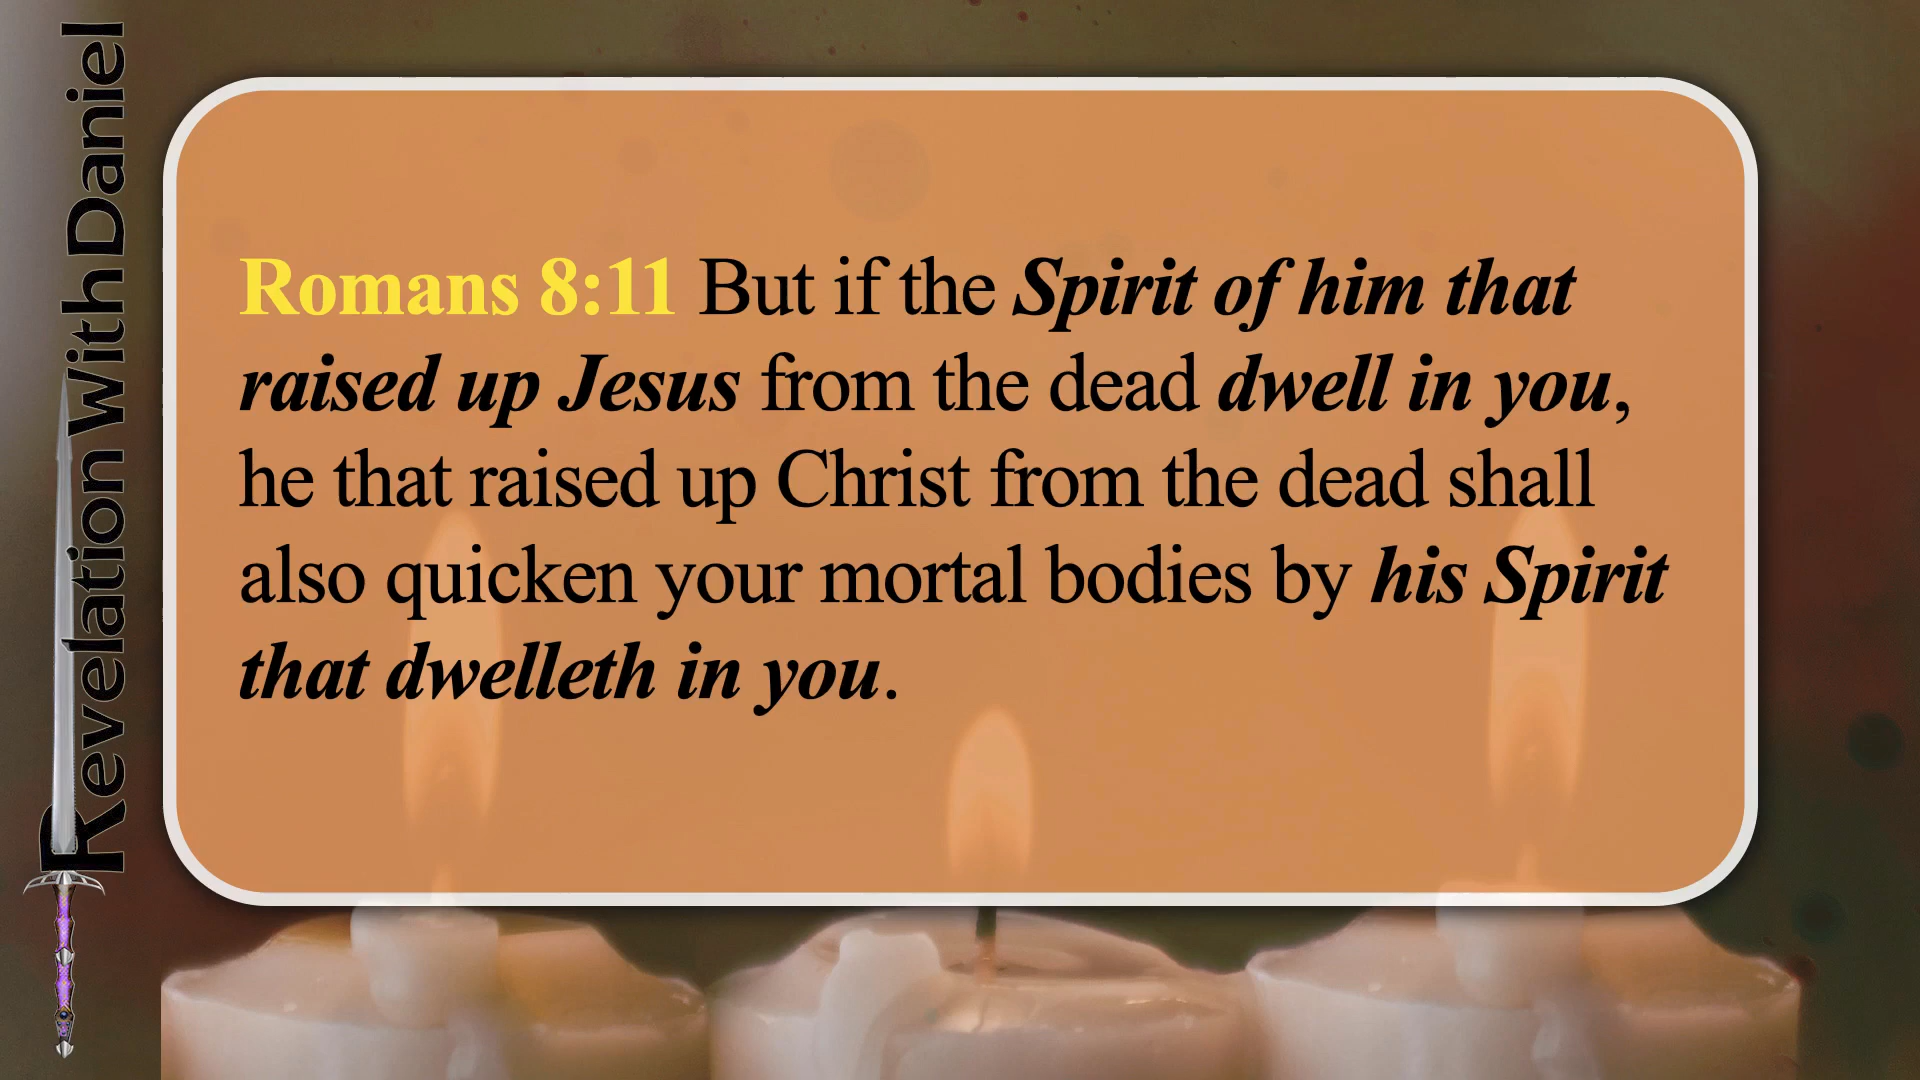 Revelation With Daniel
Romans 8:11 But if the Spirit of him that
raised up Jesus from the dead dwell in you,
he that raised up Christ from the dead shall
also quicken your mortal bodies by his Spirit
that dwelleth in you.